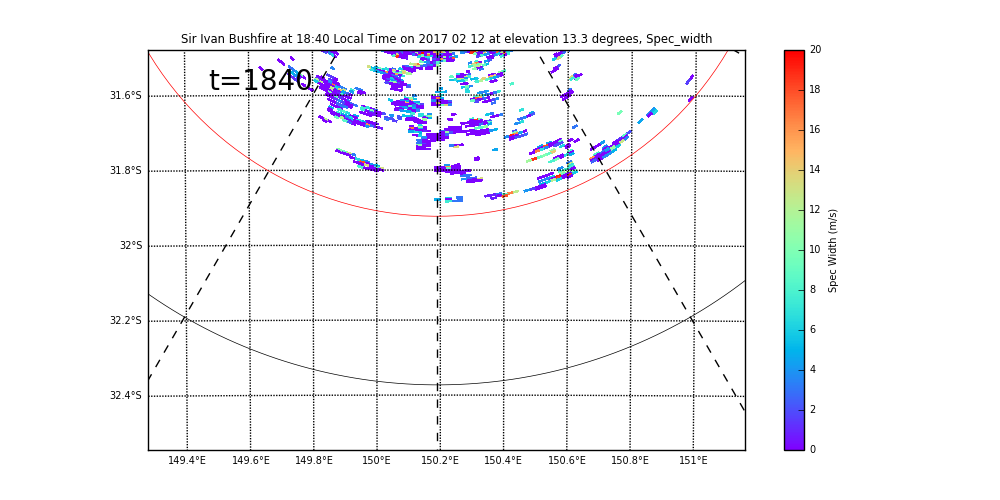 Sir Ivan Bushfire at 18:40 Local Time on 2017 02 12 at elevation 13.3 degrees, Spec_width
t=1840
31.6°S
31.8°S
32°S
32.2°S
32.4°S
149.4°E 149.6°E 149.8°E 150°E 150.2°E 150.4°E 150.6°E 150.8°E 151°E
20
18
16
14
12
10
8
6
4
2
0
Spec Width (m/s)